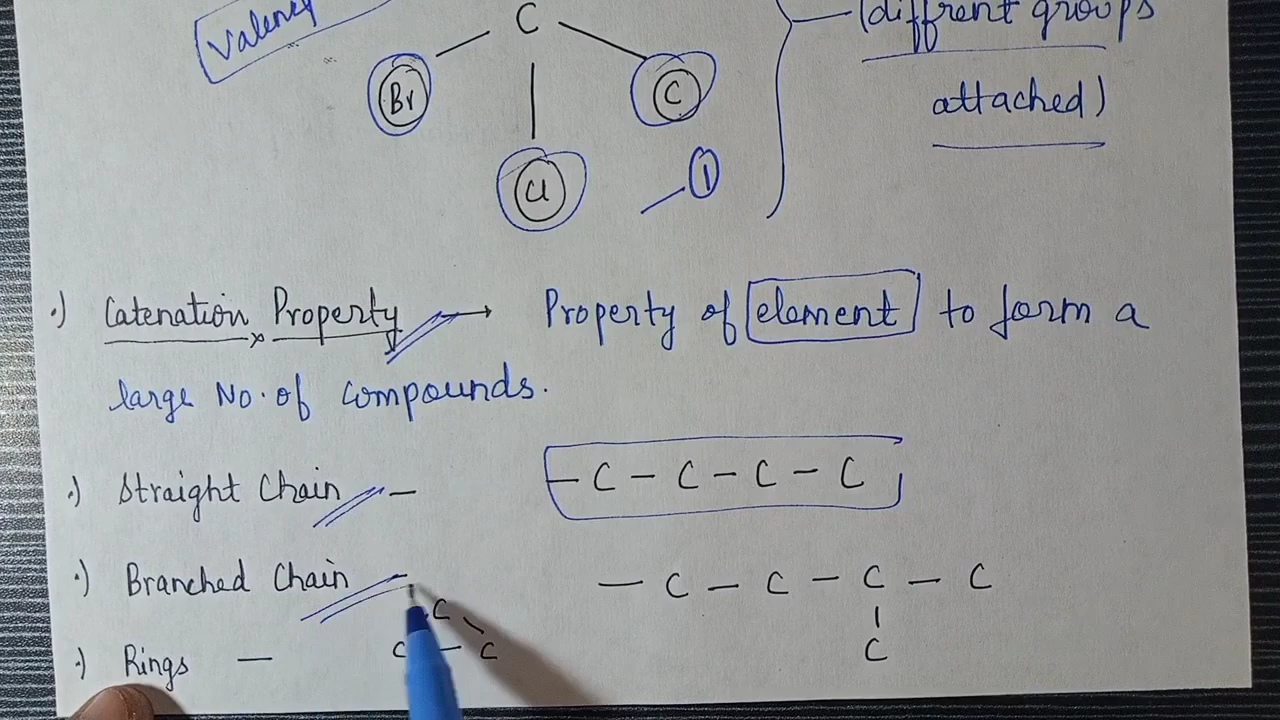 Valency
C
(diffrent groups
attached)
Br
C
Cl
I
•) Catenation Property → Property of element to form a
large No. of compounds.
•) Straight Chain — — C — C — C — C
•) Branched Chain — — C — C — C — C
C
C
•) Rings — C — C